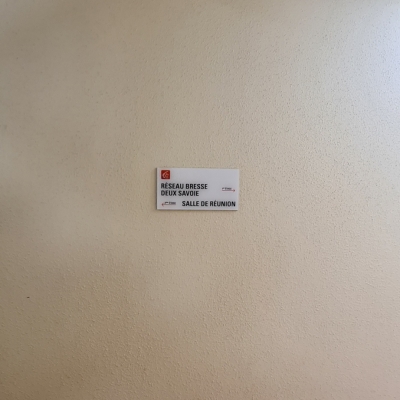 RÉSEAU BRESSE
DEUX SAVOIE
SALLE DE RÉUNION